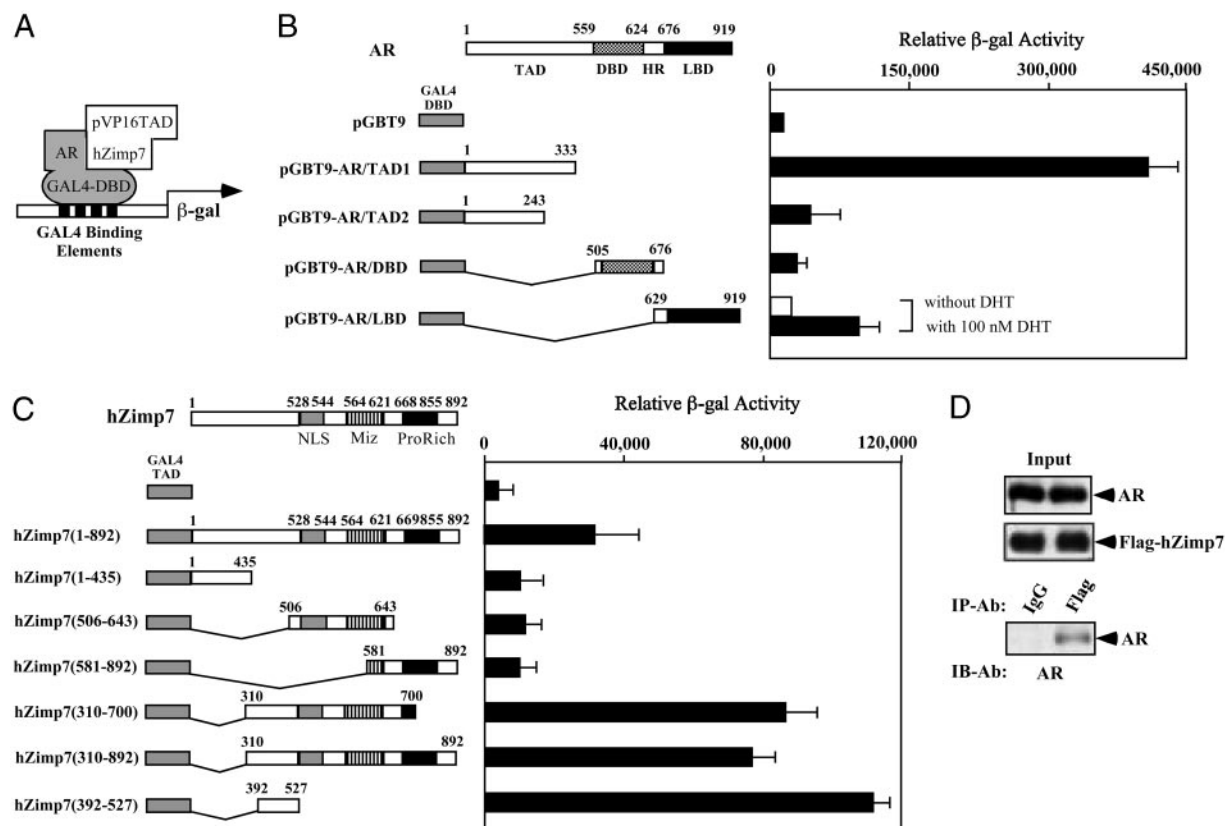 A
pVP16TAD
AR hZimp7
GAL4-DBD
β-gal
GAL4 Binding
Elements
B
1 559 624 676 919
AR
TAD DBD HR LBD
GAL4
DBD
pGBT9
1 333
pGBT9-AR/TAD1
1 243
pGBT9-AR/TAD2
505 676
pGBT9-AR/DBD
629 919
pGBT9-AR/LBD
Relative β-gal Activity
0 150,000 300,000 450,000
without DHT
with 100 nM DHT
C
1 528 544 564 621 668 855 892
hZimp7
NLS Miz ProRich
GAL4
TAD
1 528 544 564 621 669 855 892
hZimp7(1-892)
1 435
hZimp7(1-435)
506 643
hZimp7(506-643)
581 892
hZimp7(581-892)
310 700
hZimp7(310-700)
310 892
hZimp7(310-892)
392 527
hZimp7(392-527)
Relative β-gal Activity
0 40,000 80,000 120,000
D
Input
AR
Flag-hZimp7
IP-Ab: IgG Flag
AR
IB-Ab: AR